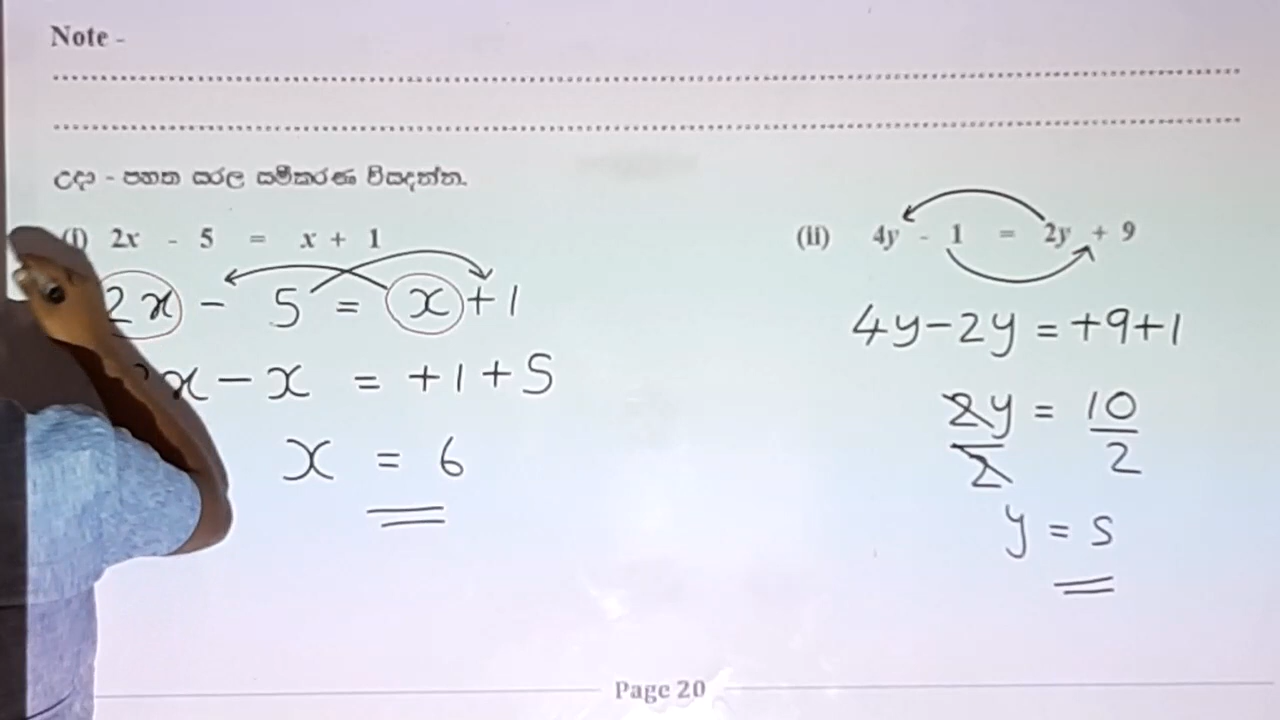 Note -
උදා - පහත සරල සමීකරණ විසඳන්න.
(i) 2x - 5 = x + 1
2x - 5 = x + 1
x - x = +1 + 5
x = 6
(ii) 4y - 1 = 2y + 9
4y - 2y = +9 + 1
2y = 10
2 2
y = 5
Page 20